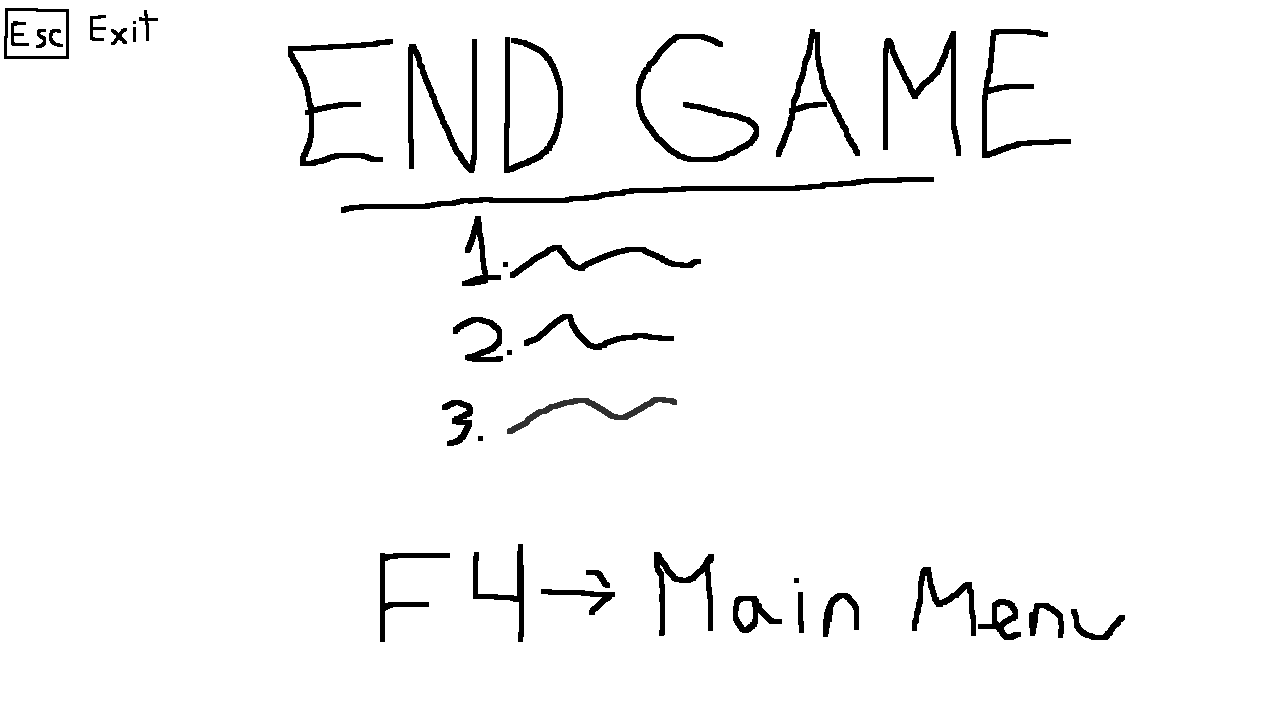 Esc Exit
END GAME
1.
2.
3.
F4 → Main Menu